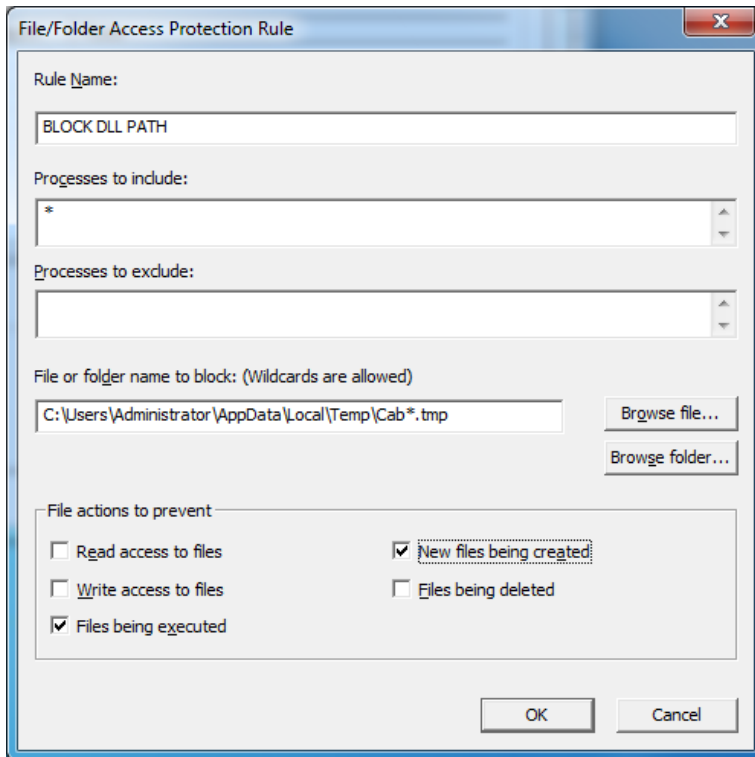 File/Folder Access Protection Rule
Rule Name:
BLOCK DLL PATH
Processes to include:
*
Processes to exclude:
File or folder name to block: (Wildcards are allowed)
C:\Users\Administrator\AppData\Local\Temp\Cab*.tmp
Browse file...
Browse folder...
File actions to prevent
Read access to files
New files being created
Write access to files
Files being deleted
Files being executed
OK
Cancel